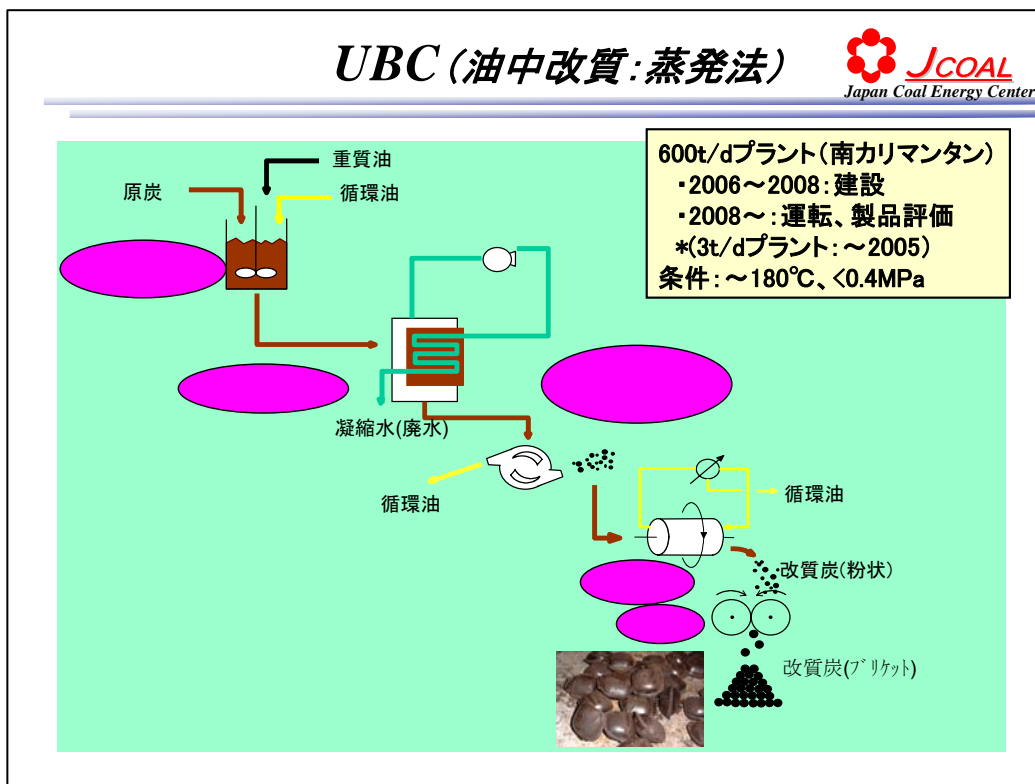 UBC(油中改質：蒸発法)
JCOAL
Japan Coal Energy Center
600t/dプラント(南カリマンタン)
・2006～2008：建設
・2008～：運転、製品評価
*(3t/dプラント：～2005)
条件：～180℃、<0.4MPa
重質油
原炭
循環油
凝縮水(廃水)
循環油
循環油
改質炭(粉状)
改質炭(ﾌﾞﾘｹｯﾄ)